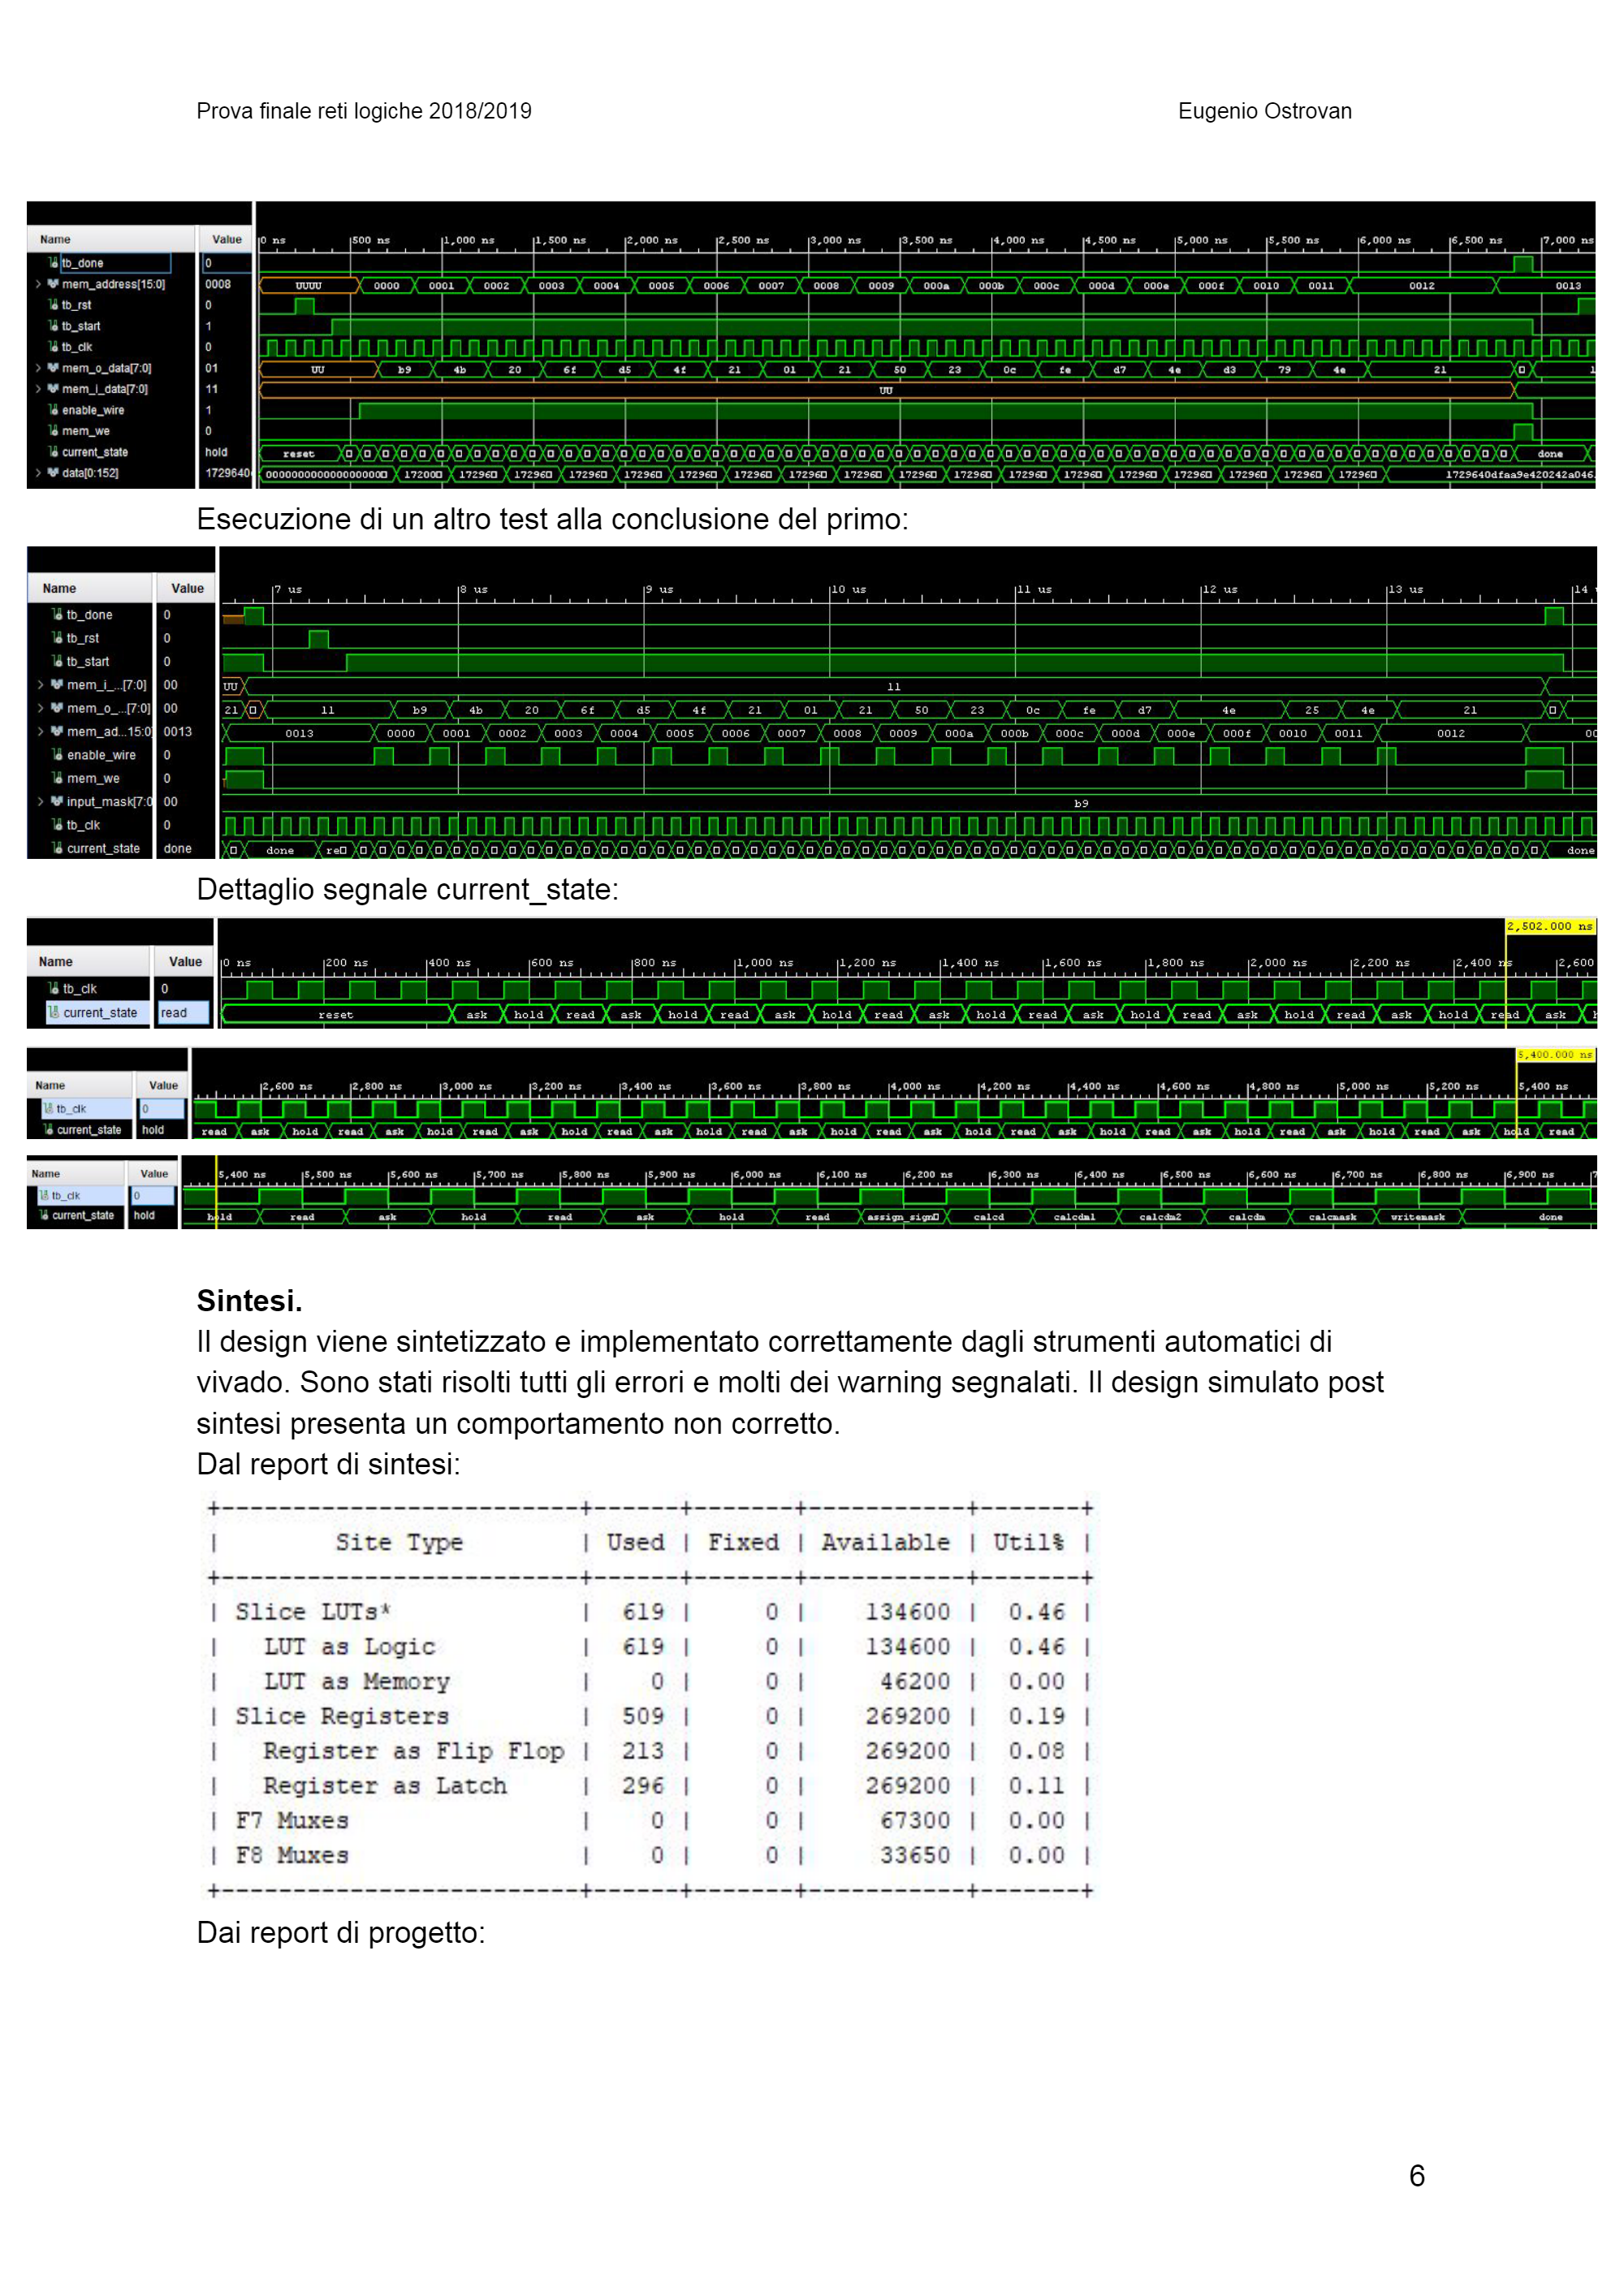 Prova finale reti logiche 2018/2019 Eugenio Ostrovan
Name Value 0 ns 500 ns 1,000 ns 1,500 ns 2,000 ns 2,500 ns 3,000 ns 3,500 ns 4,000 ns 4,500 ns 5,000 ns 5,500 ns 6,000 ns 6,500 ns 7,000 ns
tb_done 0
mem_address[15:0] 0008 UUUU 0000 0001 0002 0003 0004 0005 0006 0007 0008 0009 000a 000b 000c 000d 000e 000f 0010 0011 0012 0013
tb_rst 0
tb_start 1
tb_clk 0
mem_o_data[7:0] 01 UU b9 4b 20 6f d5 4f 21 01 21 50 23 0c fe d7 4e d3 79 4e 21
mem_i_data[7:0] 11 UU
enable_wire 1
mem_we 0
current_state hold reset done
data[0:152] 1729640 000000000000000000 172000 172960 172960 172960 172960 172960 172960 172960 172960 172960 172960 172960 172960 172960 172960 172960 172960 172960 1729640dfaa9e420242a046
Esecuzione di un altro test alla conclusione del primo:
Name Value 7 us 8 us 9 us 10 us 11 us 12 us 13 us 14
tb_done 0
tb_rst 0
tb_start 0
mem_i_...[7:0] 00 UU 11
mem_o_...[7:0] 00 21 11 b9 4b 20 6f d5 4f 21 01 21 50 23 0c fe d7 4e 25 4e 21
mem_ad...15:0] 0013 0013 0000 0001 0002 0003 0004 0005 0006 0007 0008 0009 000a 000b 000c 000d 000e 000f 0010 0011 0012 00
enable_wire 0
mem_we 0
input_mask[7:0 00 b9
tb_clk 0
current_state done done re done
Dettaglio segnale current_state:
2,502.000 ns
Name Value 0 ns 200 ns 400 ns 600 ns 800 ns 1,000 ns 1,200 ns 1,400 ns 1,600 ns 1,800 ns 2,000 ns 2,200 ns 2,400 ns 2,600
tb_clk 0
current_state read reset ask hold read ask hold read ask hold read ask hold read ask hold read ask hold read ask hold read ask
5,400.000 ns
Name Value 2,600 ns 2,800 ns 3,000 ns 3,200 ns 3,400 ns 3,600 ns 3,800 ns 4,000 ns 4,200 ns 4,400 ns 4,600 ns 4,800 ns 5,000 ns 5,200 ns 5,400 ns
tb_clk 0
current_state hold read ask hold read ask hold read ask hold read ask hold read ask hold read ask hold read ask hold read ask hold read ask hold read ask hold read ask hold read
Name Value 5,400 ns 5,500 ns 5,600 ns 5,700 ns 5,800 ns 5,900 ns 6,000 ns 6,100 ns 6,200 ns 6,300 ns 6,400 ns 6,500 ns 6,600 ns 6,700 ns 6,800 ns 6,900 ns 7
tb_clk 0
current_state hold hold read ask hold read ask hold read assign_sign calcd calcdm1 calcdm2 calcdm calcmask writemask done
Sintesi.
Il design viene sintetizzato e implementato correttamente dagli strumenti automatici di
vivado. Sono stati risolti tutti gli errori e molti dei warning segnalati. Il design simulato post
sintesi presenta un comportamento non corretto.
Dal report di sintesi:
+-------------------------+------+-------+-----------+-------+
| Site Type | Used | Fixed | Available | Util% |
+-------------------------+------+-------+-----------+-------+
| Slice LUTs* | 619 | 0 | 134600 | 0.46 |
| LUT as Logic | 619 | 0 | 134600 | 0.46 |
| LUT as Memory | 0 | 0 | 46200 | 0.00 |
| Slice Registers | 509 | 0 | 269200 | 0.19 |
| Register as Flip Flop | 213 | 0 | 269200 | 0.08 |
| Register as Latch | 296 | 0 | 269200 | 0.11 |
| F7 Muxes | 0 | 0 | 67300 | 0.00 |
| F8 Muxes | 0 | 0 | 33650 | 0.00 |
+-------------------------+------+-------+-----------+-------+
Dai report di progetto:
6